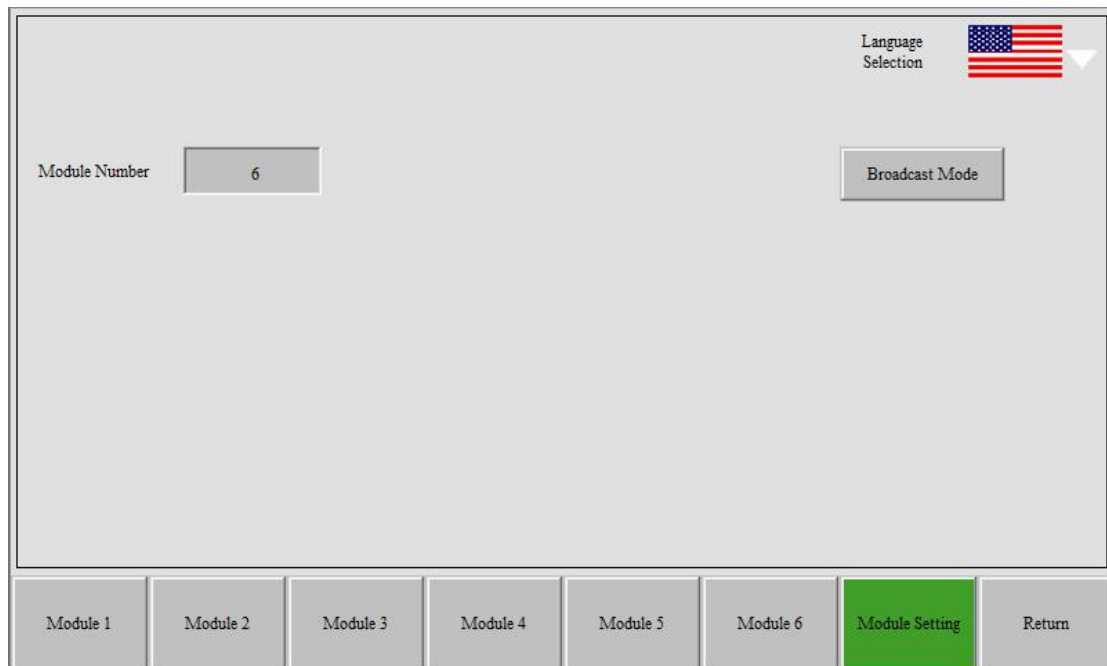 Language
Selection
Module Number
6
Broadcast Mode
Module 1
Module 2
Module 3
Module 4
Module 5
Module 6
Module Setting
Return